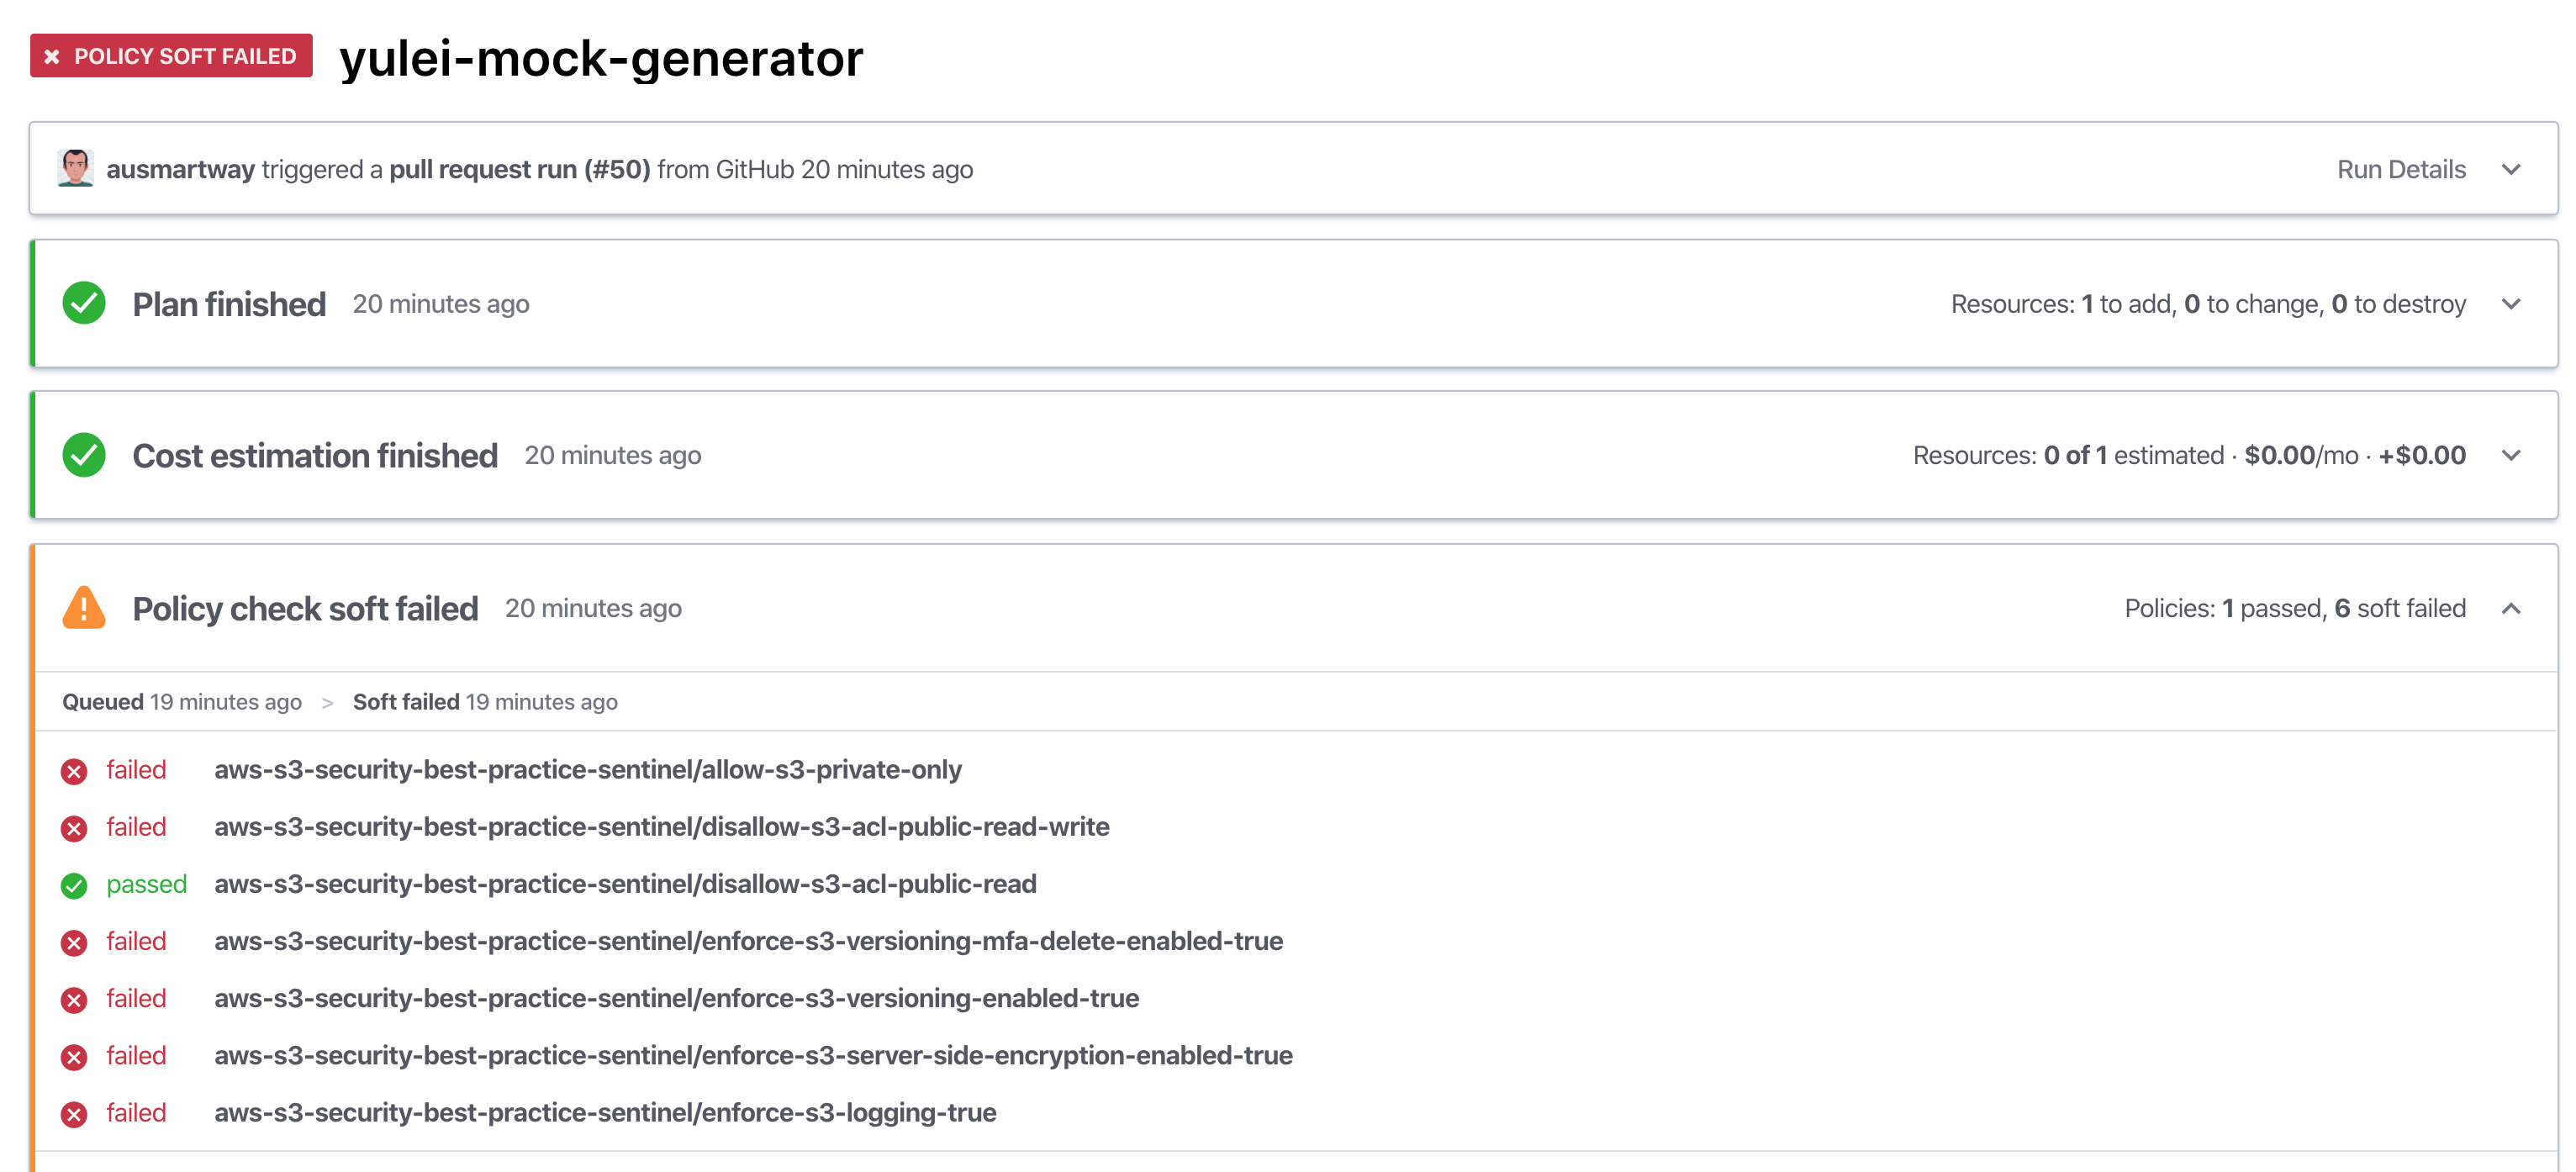 POLICY SOFT FAILED yulei-mock-generator
ausmartway triggered a pull request run (#50) from GitHub 20 minutes ago Run Details
Plan finished 20 minutes ago Resources: 1 to add, 0 to change, 0 to destroy
Cost estimation finished 20 minutes ago Resources: 0 of 1 estimated · $0.00/mo · +$0.00
Policy check soft failed 20 minutes ago Policies: 1 passed, 6 soft failed
Queued 19 minutes ago > Soft failed 19 minutes ago
failed aws-s3-security-best-practice-sentinel/allow-s3-private-only
failed aws-s3-security-best-practice-sentinel/disallow-s3-acl-public-read-write
passed aws-s3-security-best-practice-sentinel/disallow-s3-acl-public-read
failed aws-s3-security-best-practice-sentinel/enforce-s3-versioning-mfa-delete-enabled-true
failed aws-s3-security-best-practice-sentinel/enforce-s3-versioning-enabled-true
failed aws-s3-security-best-practice-sentinel/enforce-s3-server-side-encryption-enabled-true
failed aws-s3-security-best-practice-sentinel/enforce-s3-logging-true